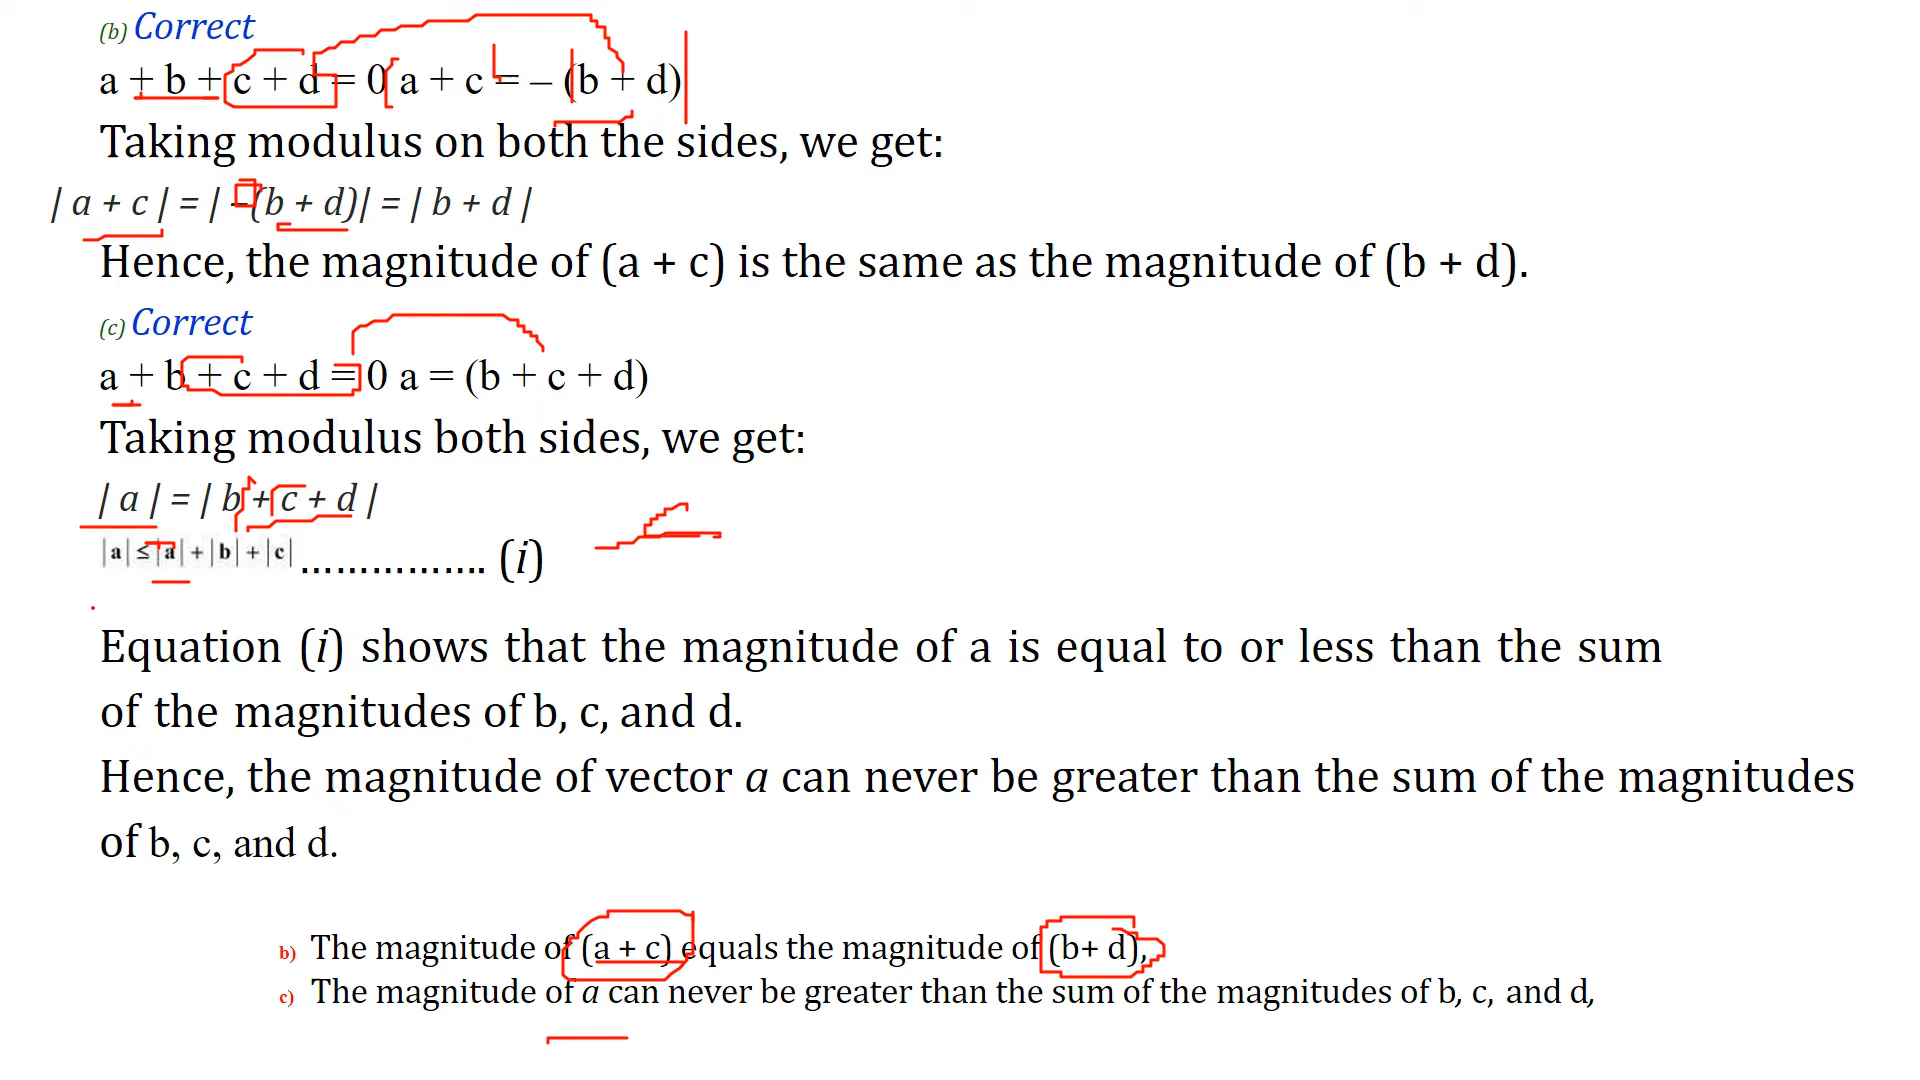 (b) Correct
a + b + c + d = 0 a + c = – (b + d)
Taking modulus on both the sides, we get:
| a + c | = | –(b + d)| = | b + d |
Hence, the magnitude of (a + c) is the same as the magnitude of (b + d).
(c) Correct
a + b + c + d = 0 a = (b + c + d)
Taking modulus both sides, we get:
| a | = | b + c + d |
|a| ≤ |a| + |b| + |c| ................ (i)
Equation (i) shows that the magnitude of a is equal to or less than the sum
of the magnitudes of b, c, and d.
Hence, the magnitude of vector a can never be greater than the sum of the magnitudes
of b, c, and d.
b) The magnitude of (a + c) equals the magnitude of (b+ d),
c) The magnitude of a can never be greater than the sum of the magnitudes of b, c, and d,